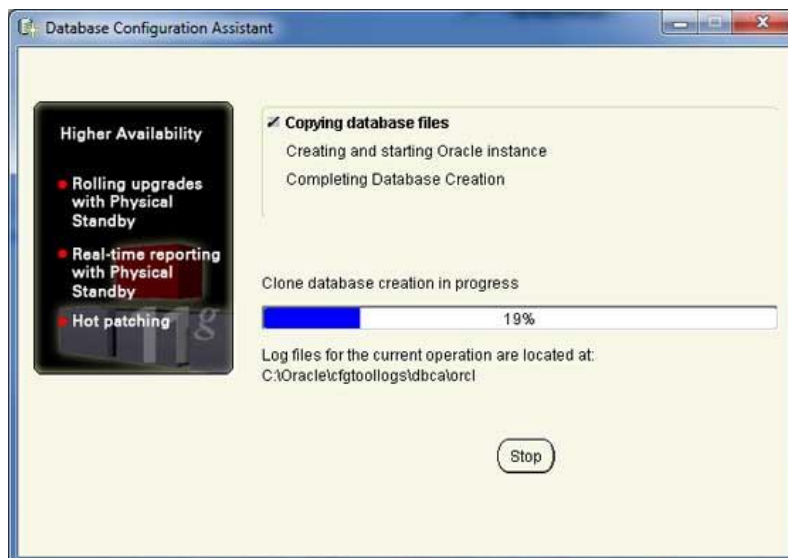 Database Configuration Assistant
Higher Availability
Rolling upgrades
with Physical
Standby
Real-time reporting
with Physical
Standby
Hot patching
11g
Copying database files
Creating and starting Oracle instance
Completing Database Creation
Clone database creation in progress
19%
Log files for the current operation are located at:
C:\Oracle\cfgtoollogs\dbca\orcl
Stop